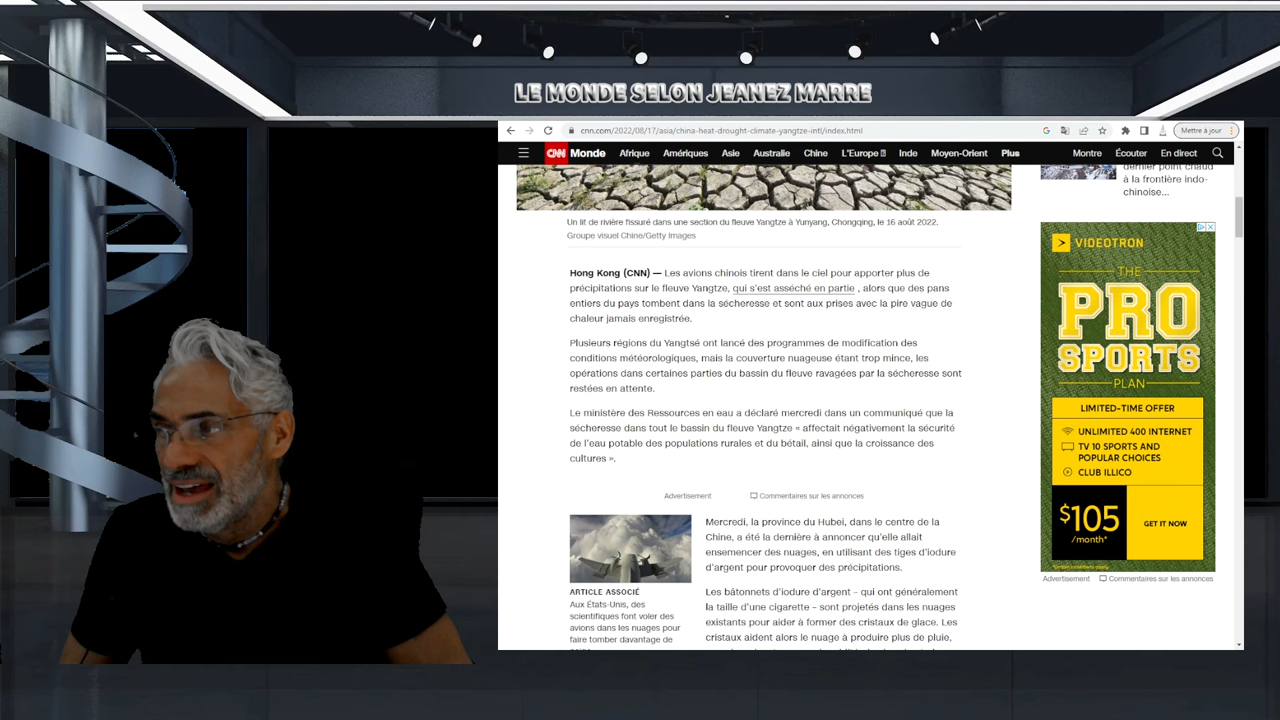 LE MONDE SELON JEANEZ MARRE
cnn.com/2022/08/17/asia/china-heat-drought-climate-yangtze-intl/index.html
Mettre à jour
CNN Monde Afrique Amériques Asie Australie Chine L'Europe Inde Moyen-Orient Plus Montre Écouter En direct
dernier point chaud
à la frontière indo-
chinoise...
Un lit de rivière fissuré dans une section du fleuve Yangtze à Yunyang, Chongqing, le 16 août 2022.
Groupe visuel Chine/Getty Images
Hong Kong (CNN) — Les avions chinois tirent dans le ciel pour apporter plus de
précipitations sur le fleuve Yangtze, qui s'est asséché en partie , alors que des pans
entiers du pays tombent dans la sécheresse et sont aux prises avec la pire vague de
chaleur jamais enregistrée.
Plusieurs régions du Yangtsé ont lancé des programmes de modification des
conditions météorologiques, mais la couverture nuageuse étant trop mince, les
opérations dans certaines parties du bassin du fleuve ravagées par la sécheresse sont
restées en attente.
Le ministère des Ressources en eau a déclaré mercredi dans un communiqué que la
sécheresse dans tout le bassin du fleuve Yangtze « affectait négativement la sécurité
de l'eau potable des populations rurales et du bétail, ainsi que la croissance des
cultures ».
Advertisement Commentaires sur les annonces
Mercredi, la province du Hubei, dans le centre de la
Chine, a été la dernière à annoncer qu'elle allait
ensemencer des nuages, en utilisant des tiges d'iodure
d'argent pour provoquer des précipitations.
Les bâtonnets d'iodure d'argent - qui ont généralement
la taille d'une cigarette - sont projetés dans les nuages
existants pour aider à former des cristaux de glace. Les
cristaux aident alors le nuage à produire plus de pluie,
ARTICLE ASSOCIÉ
Aux États-Unis, des
scientifiques font voler des
avions dans les nuages pour
faire tomber davantage de
VIDEOTRON
THE
PRO
SPORTS
PLAN
LIMITED-TIME OFFER
UNLIMITED 400 INTERNET
TV 10 SPORTS AND
POPULAR CHOICES
CLUB ILLICO
$105
/month*
GET IT NOW
Advertisement Commentaires sur les annonces